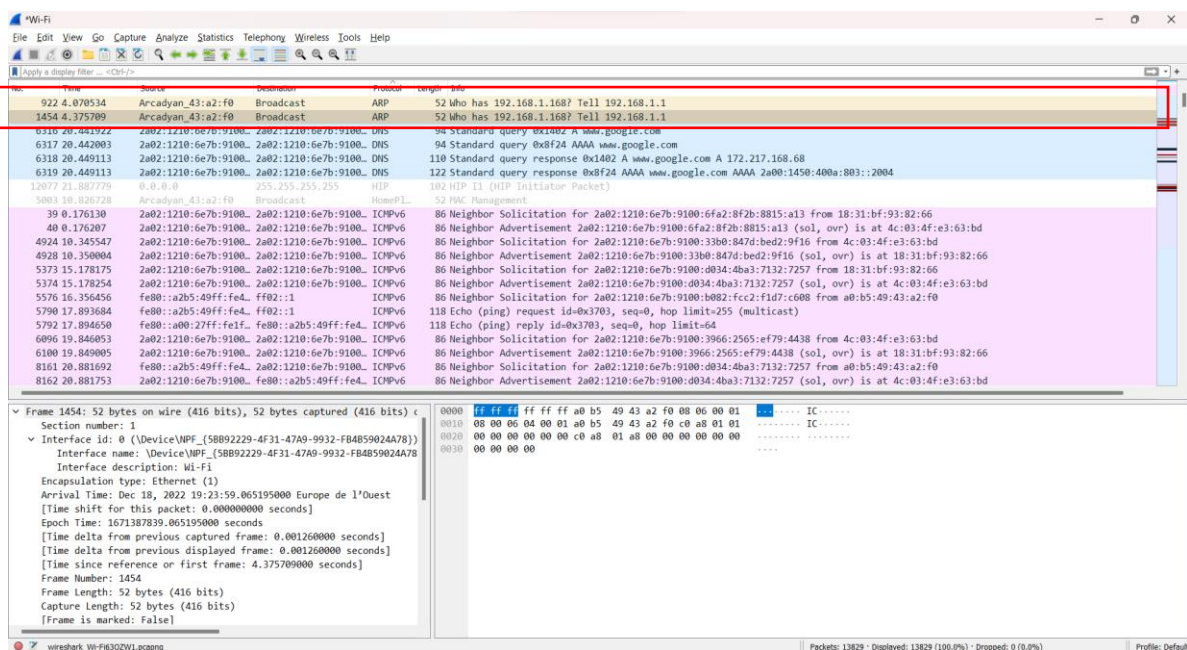 *Wi-Fi
File Edit View Go Capture Analyze Statistics Telephony Wireless Tools Help
Apply a display filter ... <Ctrl-/>
No. Time Source Destination Protocol Length Info
922 4.070534 Arcadyan_43:a2:f0 Broadcast ARP 52 Who has 192.168.1.168? Tell 192.168.1.1
1454 4.375709 Arcadyan_43:a2:f0 Broadcast ARP 52 Who has 192.168.1.168? Tell 192.168.1.1
6316 20.441922 2a02:1210:6e7b:9100… 2a02:1210:6e7b:9100… DNS 94 Standard query 0x1402 A www.google.com
6317 20.442003 2a02:1210:6e7b:9100… 2a02:1210:6e7b:9100… DNS 94 Standard query 0x8f24 AAAA www.google.com
6318 20.449113 2a02:1210:6e7b:9100… 2a02:1210:6e7b:9100… DNS 110 Standard query response 0x1402 A www.google.com A 172.217.168.68
6319 20.449113 2a02:1210:6e7b:9100… 2a02:1210:6e7b:9100… DNS 122 Standard query response 0x8f24 AAAA www.google.com AAAA 2a00:1450:400a:803::2004
12077 21.887779 0.0.0.0 255.255.255.255 HIP 102 HIP I1 (HIP Initiator Packet)
5003 10.826728 Arcadyan_43:a2:f0 Broadcast HomePl… 52 MAC Management
39 0.176130 2a02:1210:6e7b:9100… 2a02:1210:6e7b:9100… ICMPv6 86 Neighbor Solicitation for 2a02:1210:6e7b:9100:6fa2:8f2b:8815:a13 from 18:31:bf:93:82:66
40 0.176207 2a02:1210:6e7b:9100… 2a02:1210:6e7b:9100… ICMPv6 86 Neighbor Advertisement 2a02:1210:6e7b:9100:6fa2:8f2b:8815:a13 (sol, ovr) is at 4c:03:4f:e3:63:bd
4924 10.345547 2a02:1210:6e7b:9100… 2a02:1210:6e7b:9100… ICMPv6 86 Neighbor Solicitation for 2a02:1210:6e7b:9100:33b0:847d:bed2:9f16 from 4c:03:4f:e3:63:bd
4928 10.350004 2a02:1210:6e7b:9100… 2a02:1210:6e7b:9100… ICMPv6 86 Neighbor Advertisement 2a02:1210:6e7b:9100:33b0:847d:bed2:9f16 (sol, ovr) is at 18:31:bf:93:82:66
5373 15.178175 2a02:1210:6e7b:9100… 2a02:1210:6e7b:9100… ICMPv6 86 Neighbor Solicitation for 2a02:1210:6e7b:9100:d034:4ba3:7132:7257 from 18:31:bf:93:82:66
5374 15.178254 2a02:1210:6e7b:9100… 2a02:1210:6e7b:9100… ICMPv6 86 Neighbor Advertisement 2a02:1210:6e7b:9100:d034:4ba3:7132:7257 (sol, ovr) is at 4c:03:4f:e3:63:bd
5576 16.356456 fe80::a2b5:49ff:fe4… ff02::1 ICMPv6 86 Neighbor Solicitation for 2a02:1210:6e7b:9100:b082:fcc2:f1d7:c608 from a0:b5:49:43:a2:f0
5790 17.893684 fe80::a2b5:49ff:fe4… ff02::1 ICMPv6 118 Echo (ping) request id=0x3703, seq=0, hop limit=255 (multicast)
5792 17.894650 fe80::a00:27ff:fe1f… fe80::a2b5:49ff:fe4… ICMPv6 118 Echo (ping) reply id=0x3703, seq=0, hop limit=64
6096 19.846053 2a02:1210:6e7b:9100… 2a02:1210:6e7b:9100… ICMPv6 86 Neighbor Solicitation for 2a02:1210:6e7b:9100:3966:2565:ef79:4438 from 4c:03:4f:e3:63:bd
6100 19.849005 2a02:1210:6e7b:9100… 2a02:1210:6e7b:9100… ICMPv6 86 Neighbor Advertisement 2a02:1210:6e7b:9100:3966:2565:ef79:4438 (sol, ovr) is at 18:31:bf:93:82:66
8161 20.881692 fe80::a2b5:49ff:fe4… 2a02:1210:6e7b:9100… ICMPv6 86 Neighbor Solicitation for 2a02:1210:6e7b:9100:d034:4ba3:7132:7257 from a0:b5:49:43:a2:f0
8162 20.881753 2a02:1210:6e7b:9100… fe80::a2b5:49ff:fe4… ICMPv6 86 Neighbor Advertisement 2a02:1210:6e7b:9100:d034:4ba3:7132:7257 (sol, ovr) is at 4c:03:4f:e3:63:bd
Frame 1454: 52 bytes on wire (416 bits), 52 bytes captured (416 bits) c
Section number: 1
Interface id: 0 (\Device\NPF_{5BB92229-4F31-47A9-9932-FB4B59024A78})
Interface name: \Device\NPF_{5BB92229-4F31-47A9-9932-FB4B59024A78
Interface description: Wi-Fi
Encapsulation type: Ethernet (1)
Arrival Time: Dec 18, 2022 19:23:59.065195000 Europe de l’Ouest
[Time shift for this packet: 0.000000000 seconds]
Epoch Time: 1671387839.065195000 seconds
[Time delta from previous captured frame: 0.001260000 seconds]
[Time delta from previous displayed frame: 0.001260000 seconds]
[Time since reference or first frame: 4.375709000 seconds]
Frame Number: 1454
Frame Length: 52 bytes (416 bits)
Capture Length: 52 bytes (416 bits)
[Frame is marked: False]
0000 ff ff ff ff ff ff a0 b5 49 43 a2 f0 08 06 00 01 ········ IC······
0010 08 00 06 04 00 01 a0 b5 49 43 a2 f0 c0 a8 01 01 ········ IC······
0020 00 00 00 00 00 00 c0 a8 01 a8 00 00 00 00 00 00 ········ ········
0030 00 00 00 00 ····
wireshark_Wi-Fi63OZW1.pcapng
Packets: 13829 · Displayed: 13829 (100.0%) · Dropped: 0 (0.0%)
Profile: Default